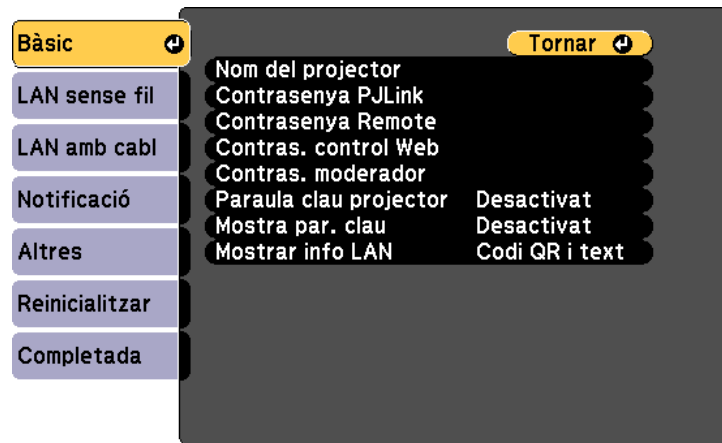 Bàsic
LAN sense fil
LAN amb cabl
Notificació
Altres
Reinicialitzar
Completada
Tornar
Nom del projector
Contrasenya PJLink
Contrasenya Remote
Contras. control Web
Contras. moderador
Paraula clau projector Desactivat
Mostra par. clau Desactivat
Mostrar info LAN Codi QR i text